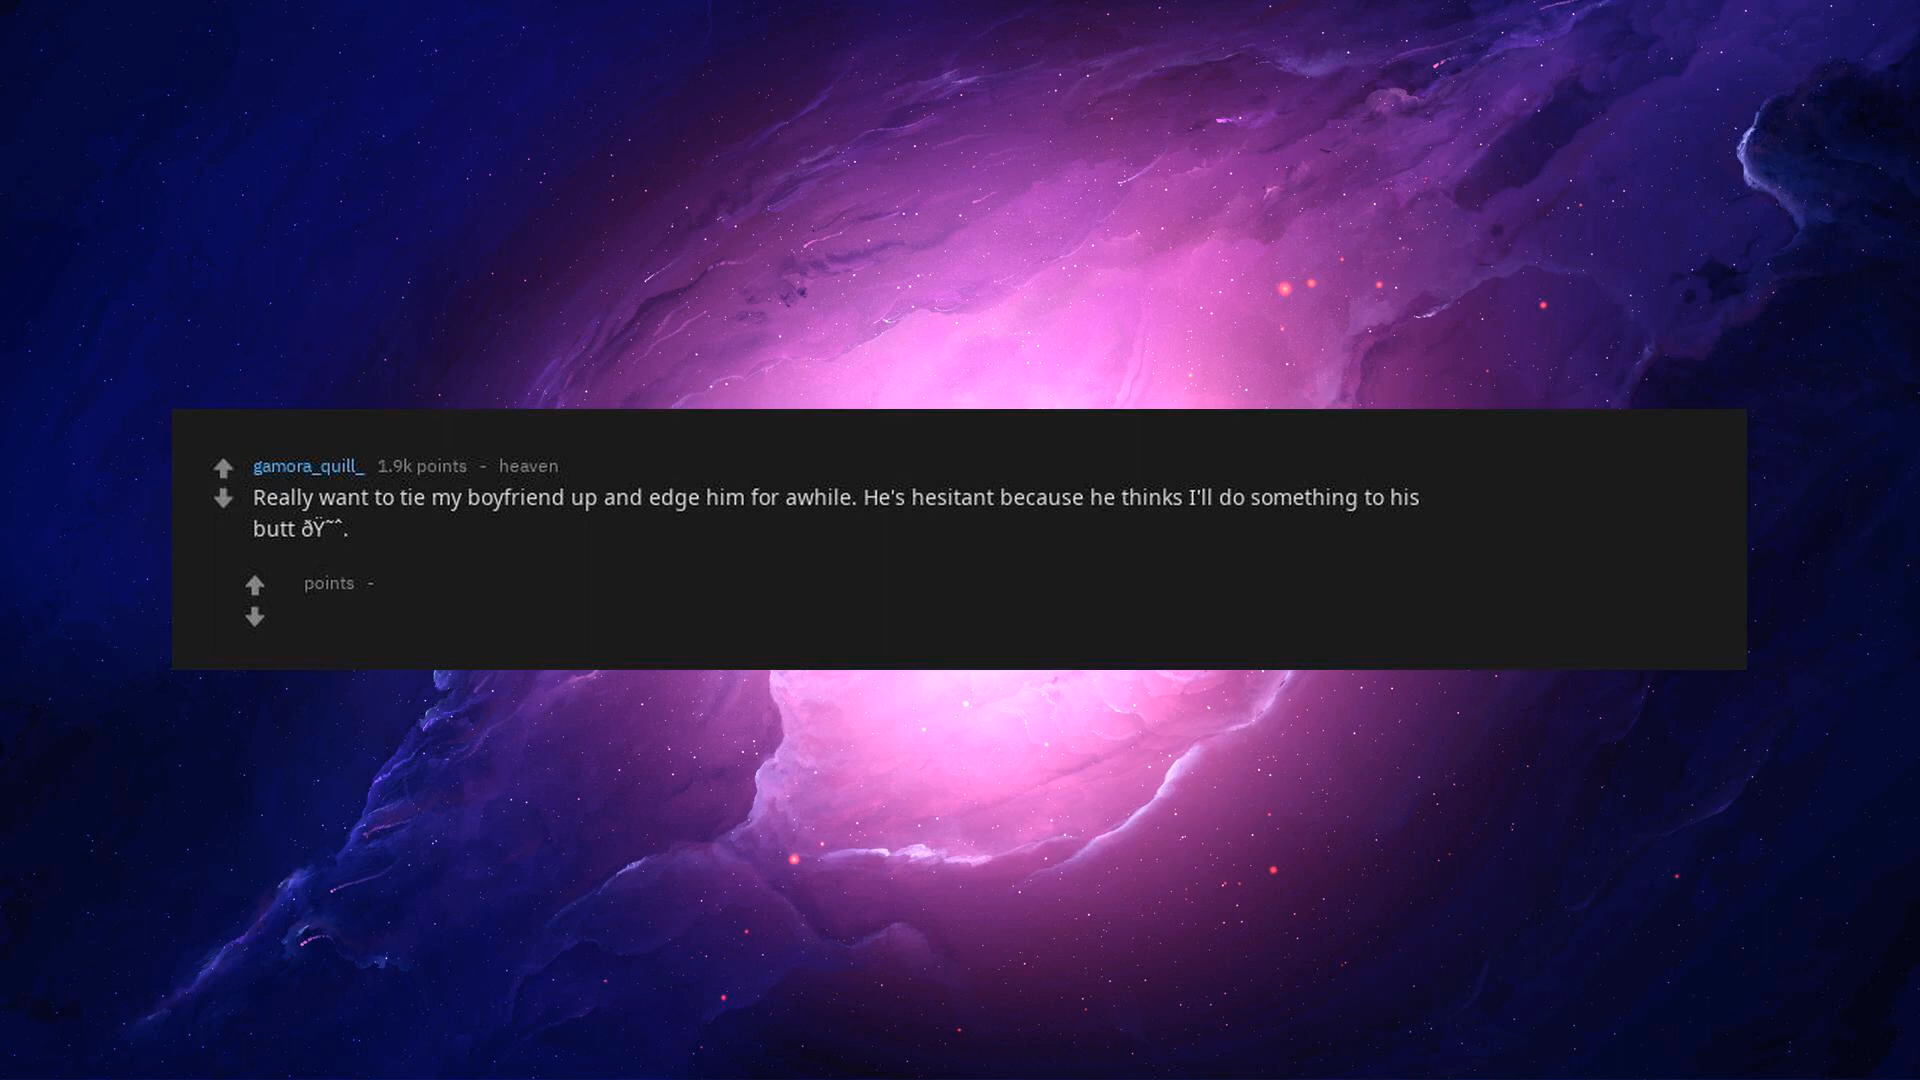 gamora_quill_ 1.9k points - heaven
Really want to tie my boyfriend up and edge him for awhile. He's hesitant because he thinks I'll do something to his
butt ðŸ˜ˆ.
points -